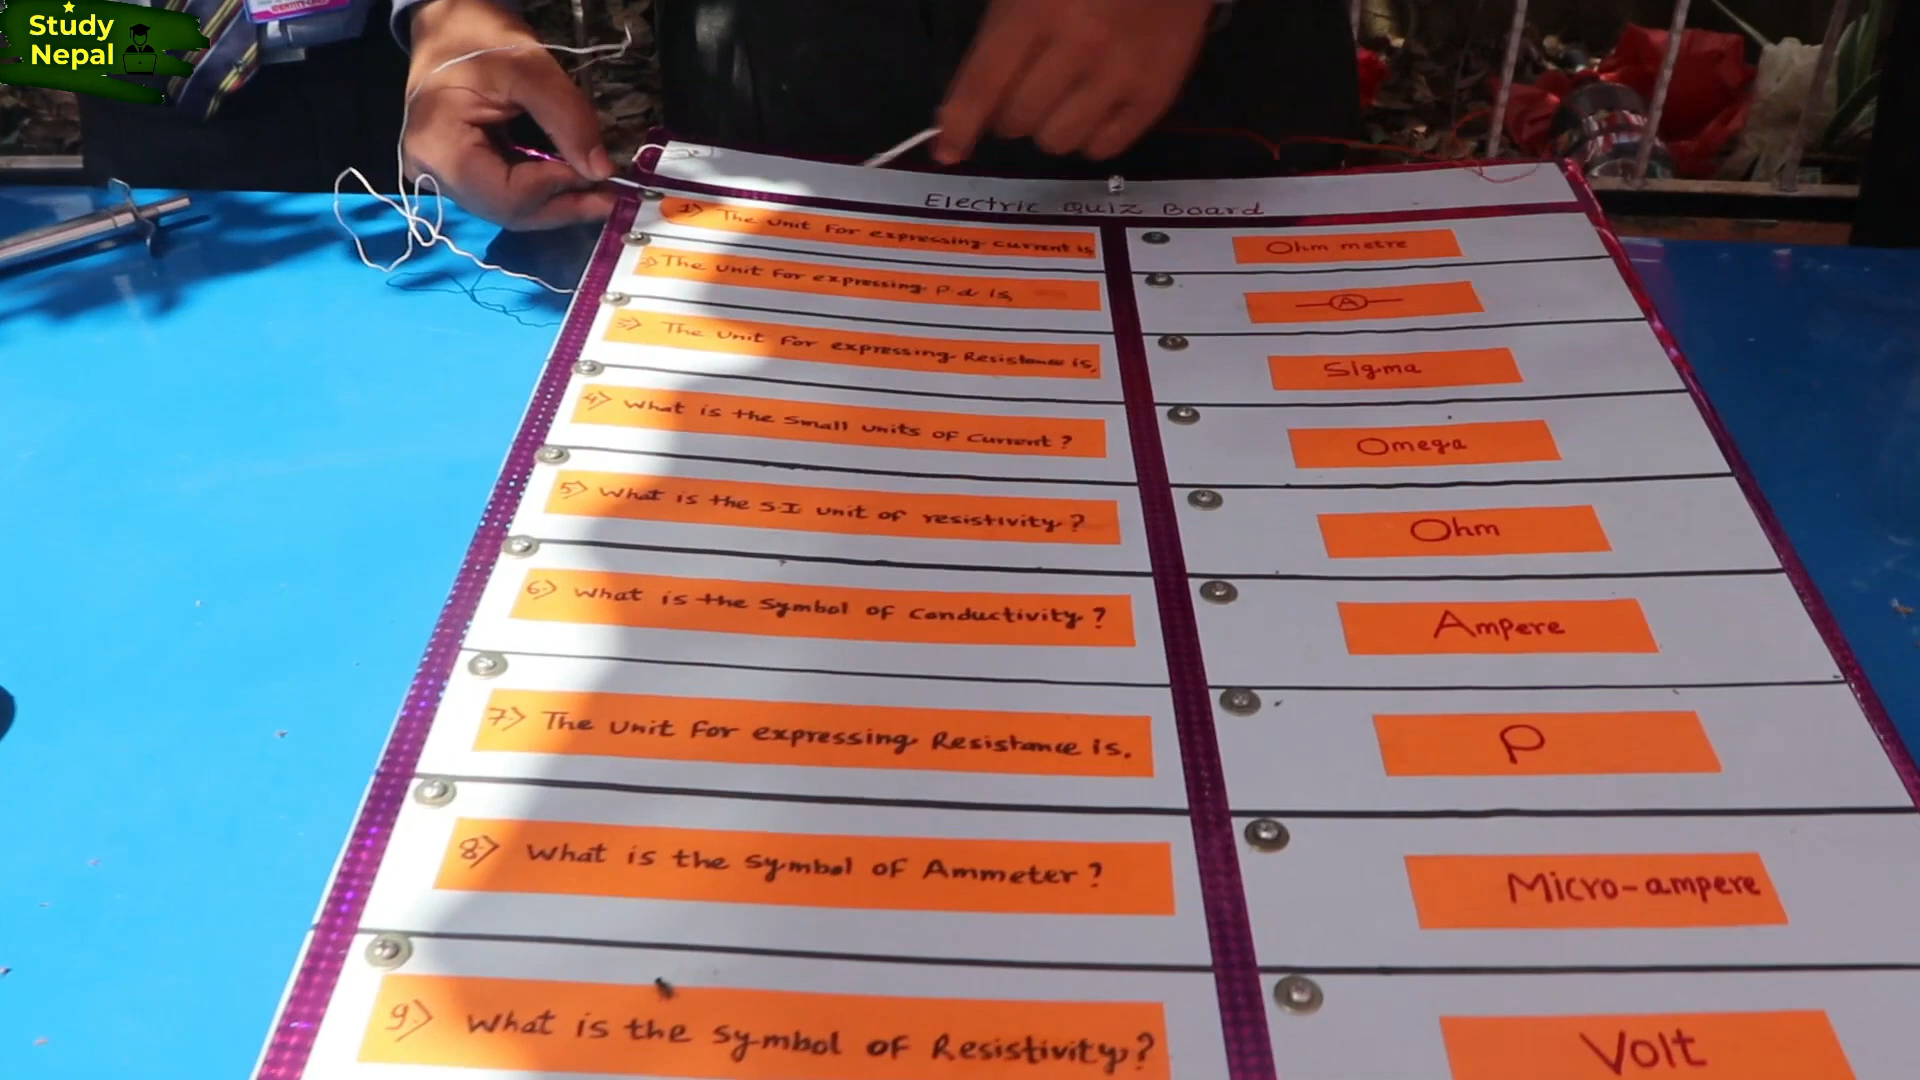 Study
Nepal
Electric Quiz Board
1) The unit for expressing current is,
Ohm metre
2) The unit for expressing P.d is,
A
3) The unit for expressing Resistance is,
Sigma
4) What is the small units of Current ?
Omega
5) What is the S.I unit of resistivity ?
Ohm
6) What is the symbol of Conductivity ?
Ampere
7) The unit for expressing Resistance is.
P
8) What is the symbol of Ammeter ?
Micro-ampere
9) What is the symbol of Resistivity ?
Volt